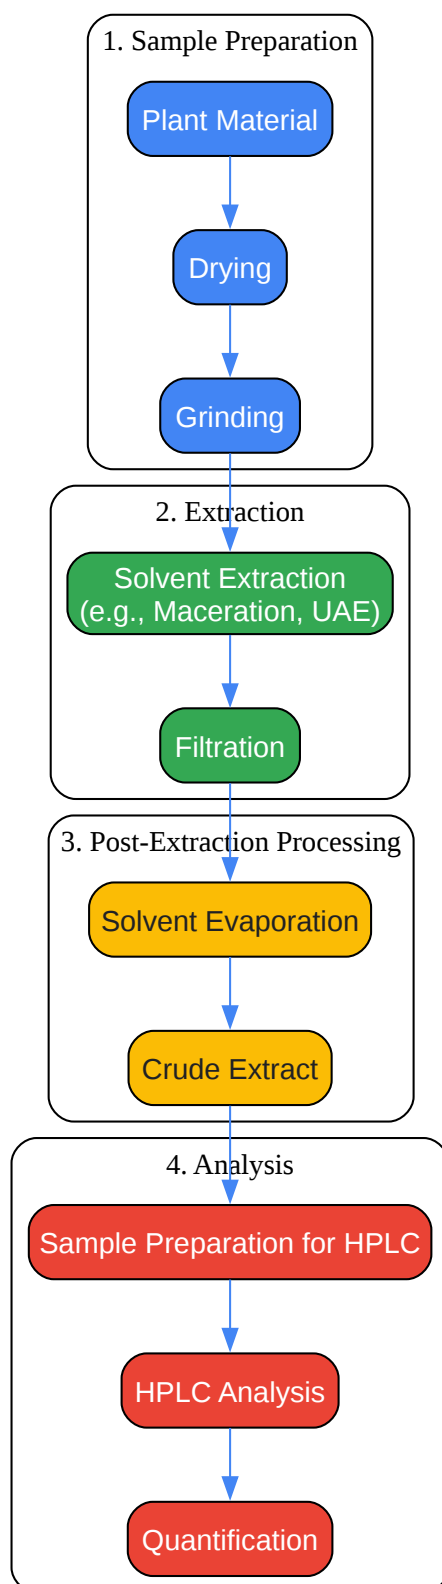 1. Sample Preparation
Plant Material
Drying
Grinding
2. Extraction
Solvent Extraction
(e.g., Maceration, UAE)
Filtration
3. Post-Extraction Processing
Solvent Evaporation
Crude Extract
4. Analysis
Sample Preparation for HPLC
HPLC Analysis
Quantification